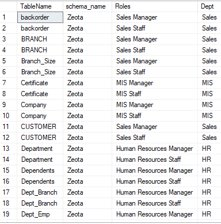 TableName schema_name Roles Dept
1 backorder Zeota Sales Manager Sales
2 backorder Zeota Sales Staff Sales
3 BRANCH Zeota Sales Manager Sales
4 BRANCH Zeota Sales Staff Sales
5 Branch_Size Zeota Sales Manager Sales
6 Branch_Size Zeota Sales Staff Sales
7 Certificate Zeota MIS Manager MIS
8 Certificate Zeota MIS Staff MIS
9 Company Zeota MIS Manager MIS
10 Company Zeota MIS Staff MIS
11 CUSTOMER Zeota Sales Manager Sales
12 CUSTOMER Zeota Sales Staff Sales
13 Department Zeota Human Resources Manager HR
14 Department Zeota Human Resources Staff HR
15 Dependents Zeota Human Resources Manager HR
16 Dependents Zeota Human Resources Staff HR
17 Dept_Branch Zeota Human Resources Manager HR
18 Dept_Branch Zeota Human Resources Staff HR
19 Dept_Emp Zeota Human Resources Manager HR